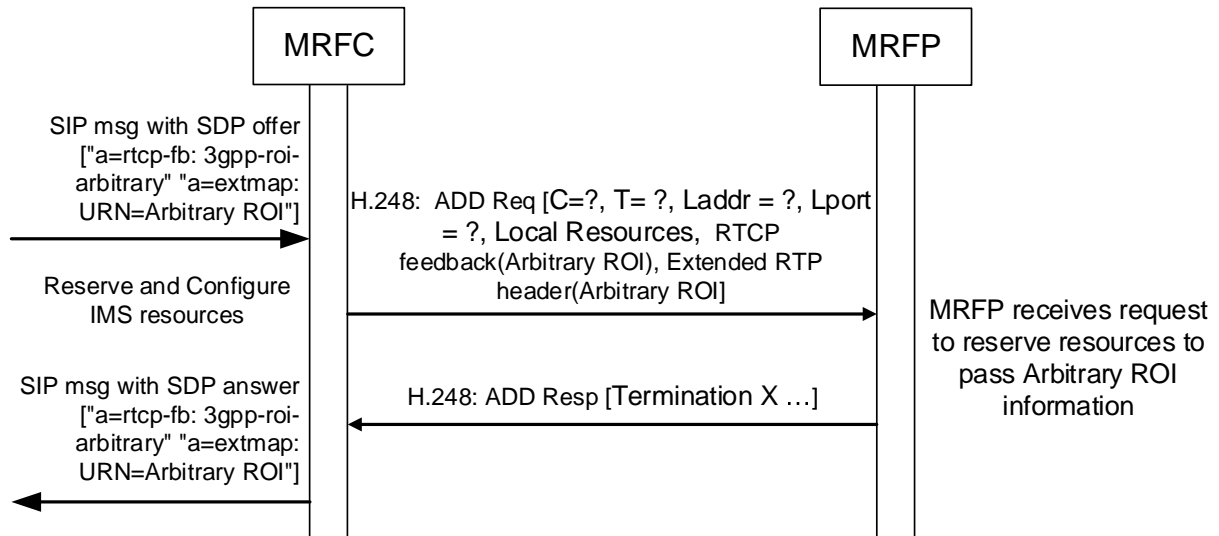 MRFC
MRFP
SIP msg with SDP offer
["a=rtcp-fb: 3gpp-roi-
arbitrary" "a=extmap:
URN=Arbitrary ROI"]
H.248:  ADD Req [C=?, T= ?, Laddr = ?, Lport
= ?, Local Resources,  RTCP
feedback(Arbitrary ROI), Extended RTP
header(Arbitrary ROI]
Reserve and Configure
IMS resources
MRFP receives request
to reserve resources to
pass Arbitrary ROI
information
SIP msg with SDP answer
["a=rtcp-fb: 3gpp-roi-
arbitrary" "a=extmap:
URN=Arbitrary ROI"]
H.248: ADD Resp [Termination X …]